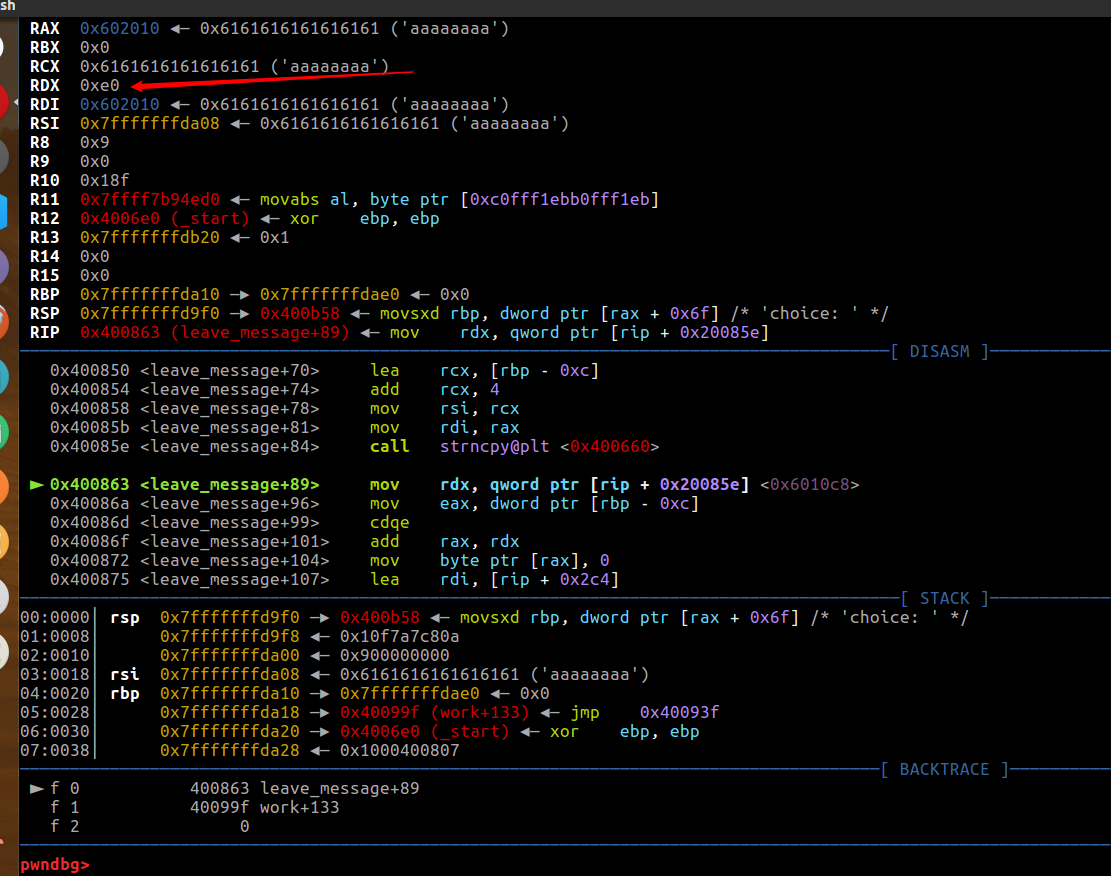 sh
RAX 0x602010 ◂— 0x6161616161616161 ('aaaaaaaa')
RBX 0x0
RCX 0x6161616161616161 ('aaaaaaaa')
RDX 0xe0
RDI 0x602010 ◂— 0x6161616161616161 ('aaaaaaaa')
RSI 0x7fffffffda08 ◂— 0x6161616161616161 ('aaaaaaaa')
R8 0x9
R9 0x0
R10 0x18f
R11 0x7ffff7b94ed0 ◂— movabs al, byte ptr [0xc0fff1ebb0fff1eb]
R12 0x4006e0 (_start) ◂— xor ebp, ebp
R13 0x7fffffffdb20 ◂— 0x1
R14 0x0
R15 0x0
RBP 0x7fffffffda10 —▸ 0x7fffffffdae0 ◂— 0x0
RSP 0x7fffffffd9f0 —▸ 0x400b58 ◂— movsxd rbp, dword ptr [rax + 0x6f] /* 'choice: ' */
RIP 0x400863 (leave_message+89) ◂— mov rdx, qword ptr [rip + 0x20085e]
[ DISASM ]
0x400850 <leave_message+70> lea rcx, [rbp - 0xc]
0x400854 <leave_message+74> add rcx, 4
0x400858 <leave_message+78> mov rsi, rcx
0x40085b <leave_message+81> mov rdi, rax
0x40085e <leave_message+84> call strncpy@plt <0x400660>
► 0x400863 <leave_message+89> mov rdx, qword ptr [rip + 0x20085e] <0x6010c8>
0x40086a <leave_message+96> mov eax, dword ptr [rbp - 0xc]
0x40086d <leave_message+99> cdqe
0x40086f <leave_message+101> add rax, rdx
0x400872 <leave_message+104> mov byte ptr [rax], 0
0x400875 <leave_message+107> lea rdi, [rip + 0x2c4]
[ STACK ]
00:0000│ rsp 0x7fffffffd9f0 —▸ 0x400b58 ◂— movsxd rbp, dword ptr [rax + 0x6f] /* 'choice: ' */
01:0008│ 0x7fffffffd9f8 ◂— 0x10f7a7c80a
02:0010│ 0x7fffffffda00 ◂— 0x900000000
03:0018│ rsi 0x7fffffffda08 ◂— 0x6161616161616161 ('aaaaaaaa')
04:0020│ rbp 0x7fffffffda10 —▸ 0x7fffffffdae0 ◂— 0x0
05:0028│ 0x7fffffffda18 —▸ 0x40099f (work+133) ◂— jmp 0x40093f
06:0030│ 0x7fffffffda20 —▸ 0x4006e0 (_start) ◂— xor ebp, ebp
07:0038│ 0x7fffffffda28 ◂— 0x1000400807
[ BACKTRACE ]
► f 0 400863 leave_message+89
f 1 40099f work+133
f 2 0
pwndbg>